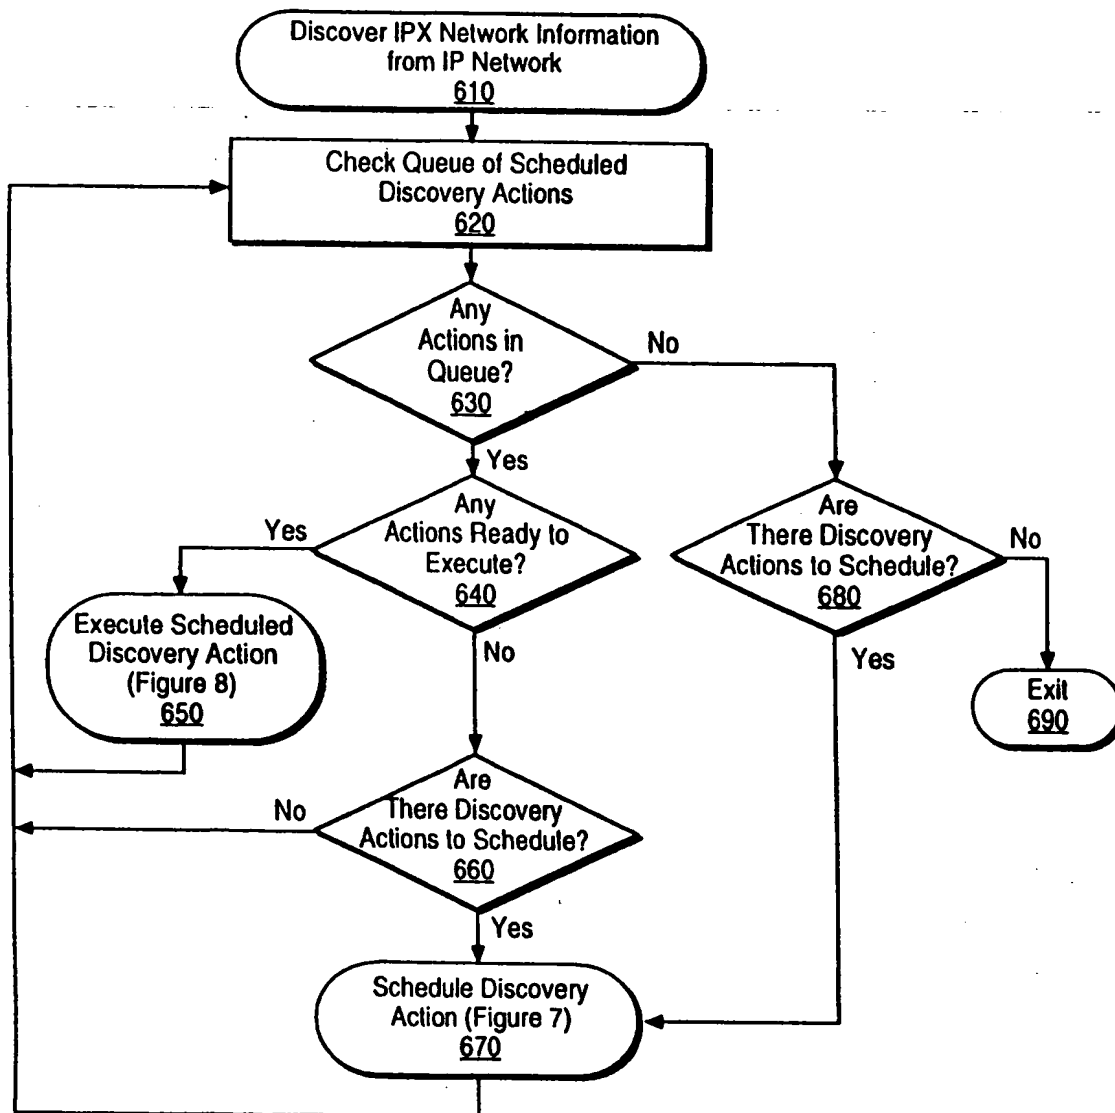 Discover IPX Network Information
from IP Network
610
Check Queue of Scheduled
Discovery Actions
620
Any
Actions in
Queue?
630
No
Yes
Any
Actions Ready to
Execute?
640
Yes
No
Are
There Discovery
Actions to Schedule?
680
No
Yes
Execute Scheduled
Discovery Action
(Figure 8)
650
Exit
690
Are
There Discovery
Actions to Schedule?
660
No
Yes
Schedule Discovery
Action (Figure 7)
670